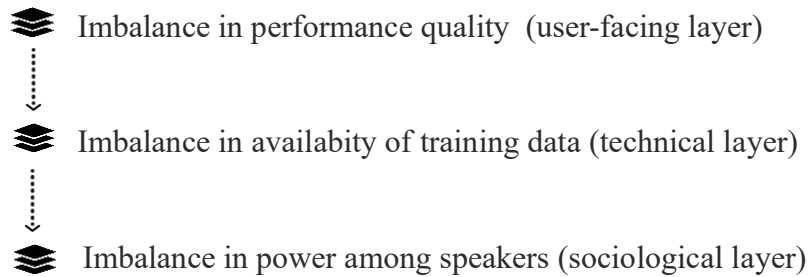 Imbalance in performance quality (user-facing layer)
Imbalance in availabity of training data (technical layer)
Imbalance in power among speakers (sociological layer)